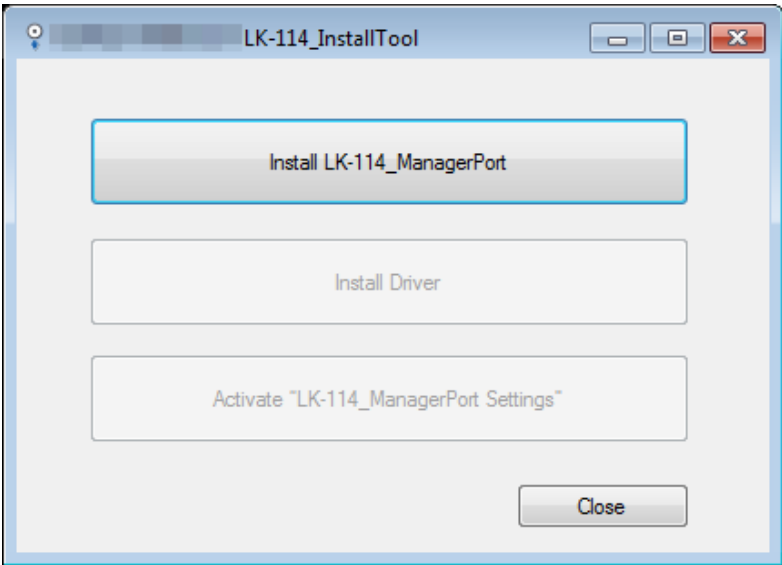 LK-114_InstallTool
Install LK-114_ManagerPort
Install Driver
Activate "LK-114_ManagerPort Settings"
Close